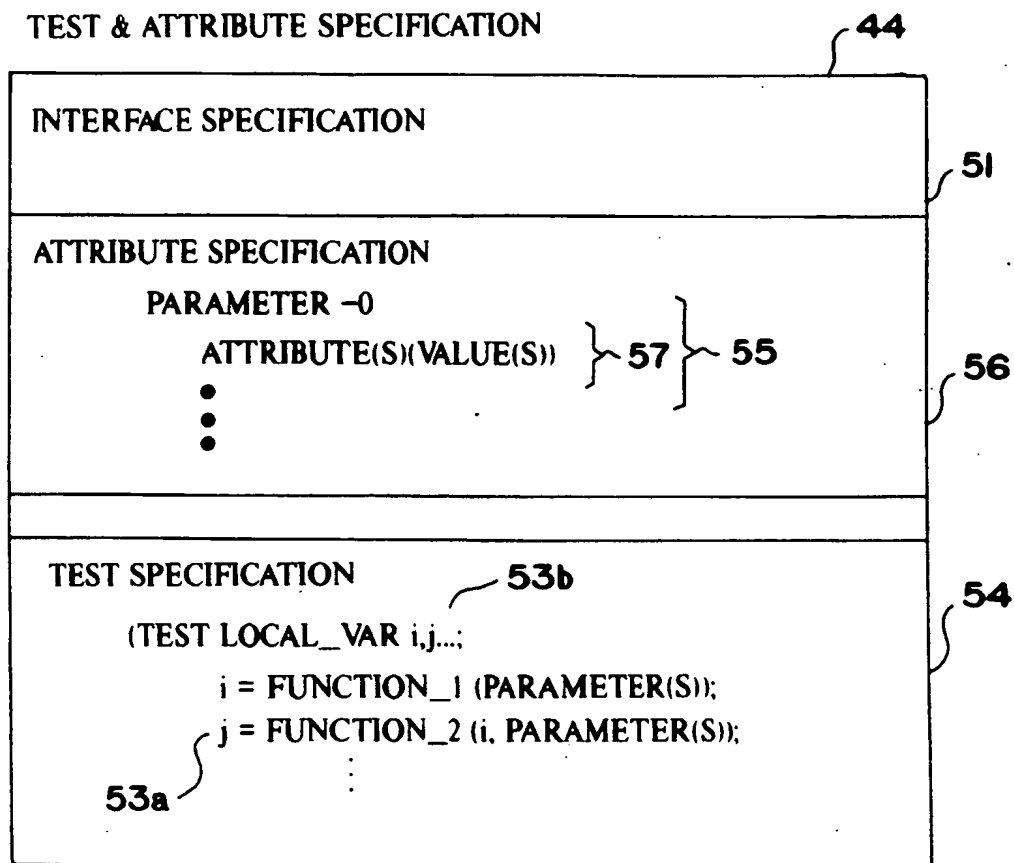 TEST & ATTRIBUTE SPECIFICATION 44
INTERFACE SPECIFICATION
51
ATTRIBUTE SPECIFICATION
PARAMETER -0
ATTRIBUTE(S)(VALUE(S)) 57 55
56
TEST SPECIFICATION 53b
54
(TEST LOCAL_VAR i,j...;
i = FUNCTION_1 (PARAMETER(S));
j = FUNCTION_2 (i, PARAMETER(S));
53a